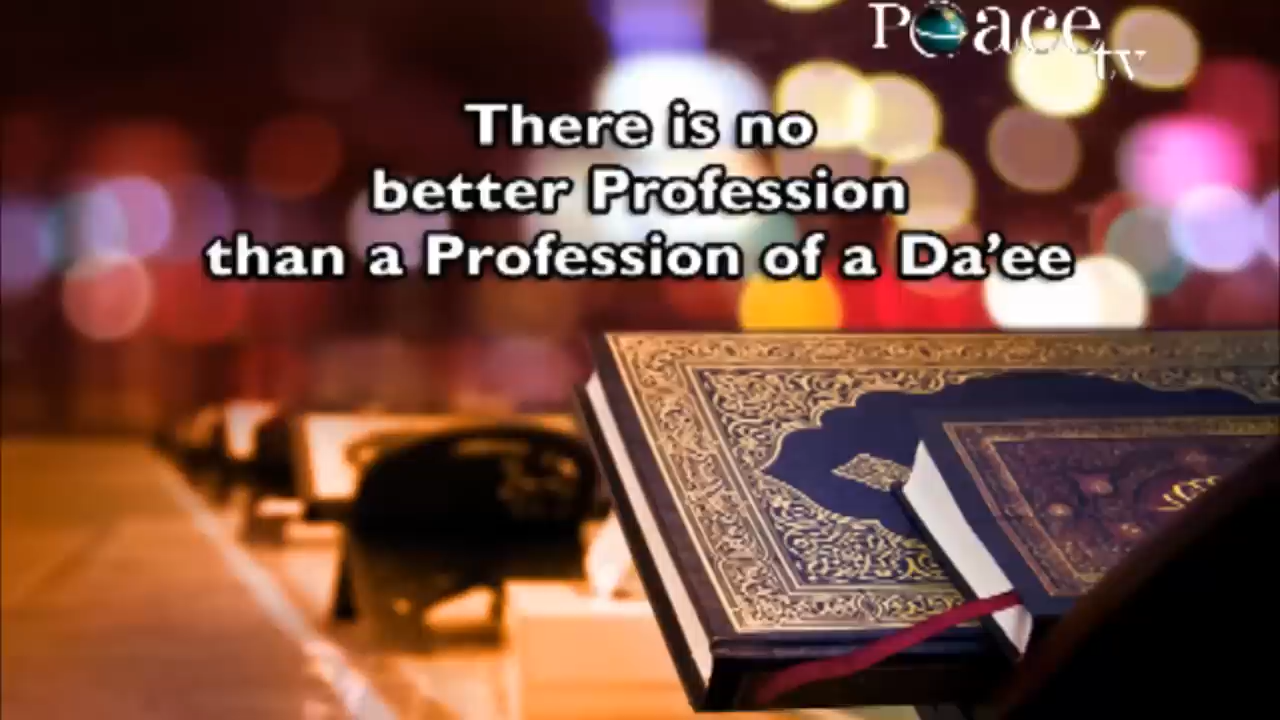 Peace
tv
There is no
better Profession
than a Profession of a Da'ee